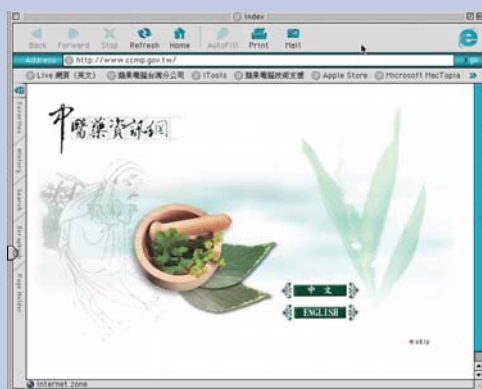 Index
Back Forward Stop Refresh Home AutoFill Print Mail
Address http://www.ccmp.gov.tw/ go
Live 網頁（英文） 蘋果電腦台灣分公司 iTools 蘋果電腦技術支援 Apple Store Microsoft MacTopia
Favorites
History
Search
Scrapbook
Page Holder
中醫藥資訊網
中 文
ENGLISH
skip
Internet zone